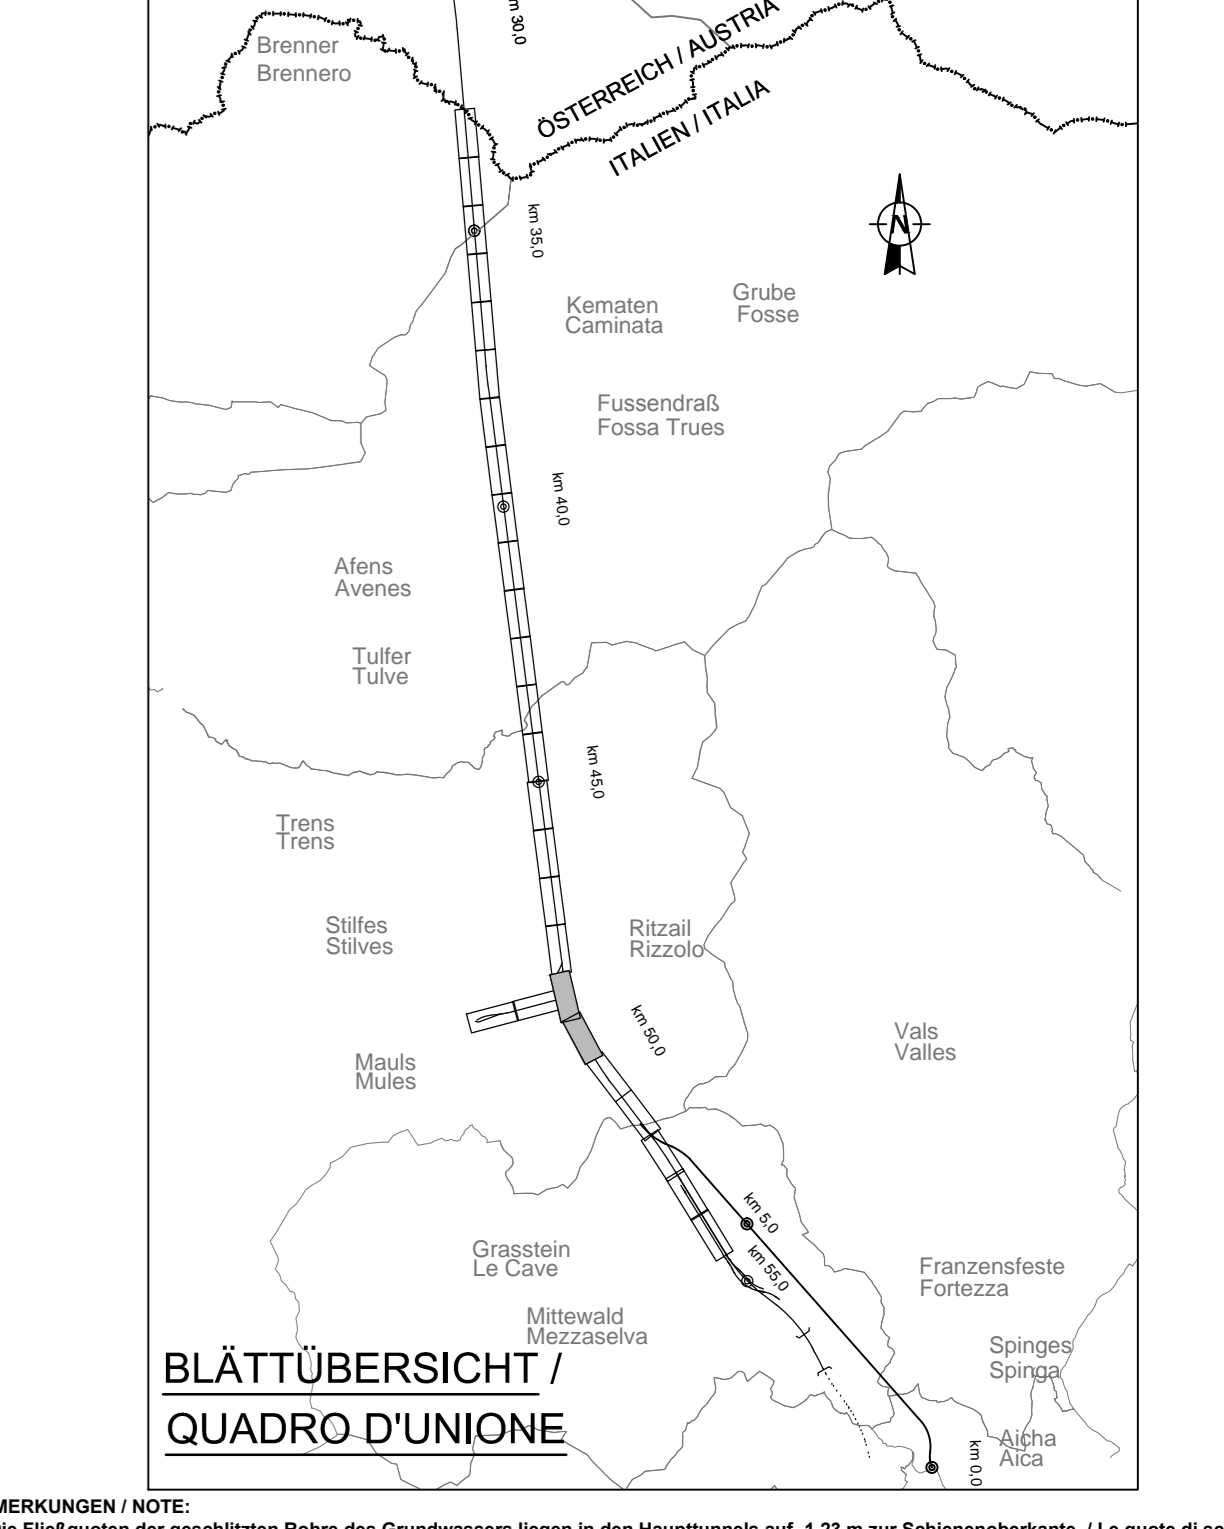 m 30,0
Brenner
Brennero
ÖSTERREICH / AUSTRIA
ITALIEN / ITALIA
N
km 35,0
Kematen
Caminata
Grube
Fosse
Fussendraß
Fossa Trues
km 40,0
Afens
Avenes
Tulfer
Tulve
km 45,0
Trens
Trens
Stilfes
Stilves
Ritzail
Rizzolo
km 50,0
Vals
Valles
Mauls
Mules
km 5,0
km 55,0
Grasstein
Le Cave
Franzensfeste
Fortezza
Mittewald
Mezzaselva
Spinges
Spinga
BLÄTTÜBERSICHT /
QUADRO D'UNIONE
Aicha
Aica
km 0,0
MERKUNGEN / NOTE:
ie Fließquoten der geschlitzten Rohre des Grundwassers liegen in den Haupttunnels auf -1,23 m zur Schienenoberkante. / Le quote di sc